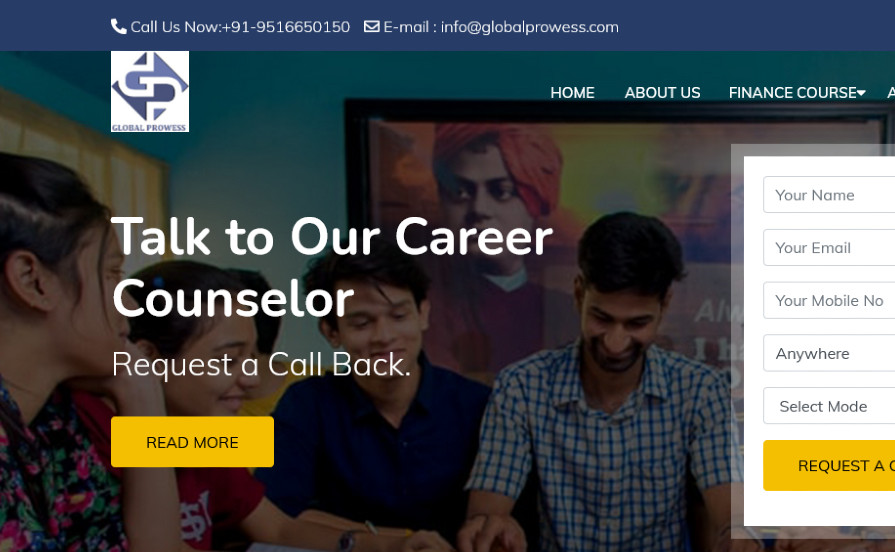 Call Us Now:+91-9516650150 E-mail : info@globalprowess.com
GLOBAL PROWESS
HOME ABOUT US FINANCE COURSE
Talk to Our Career
Counselor
Request a Call Back.
READ MORE
Your Name
Your Email
Your Mobile No
Anywhere
Select Mode
REQUEST A